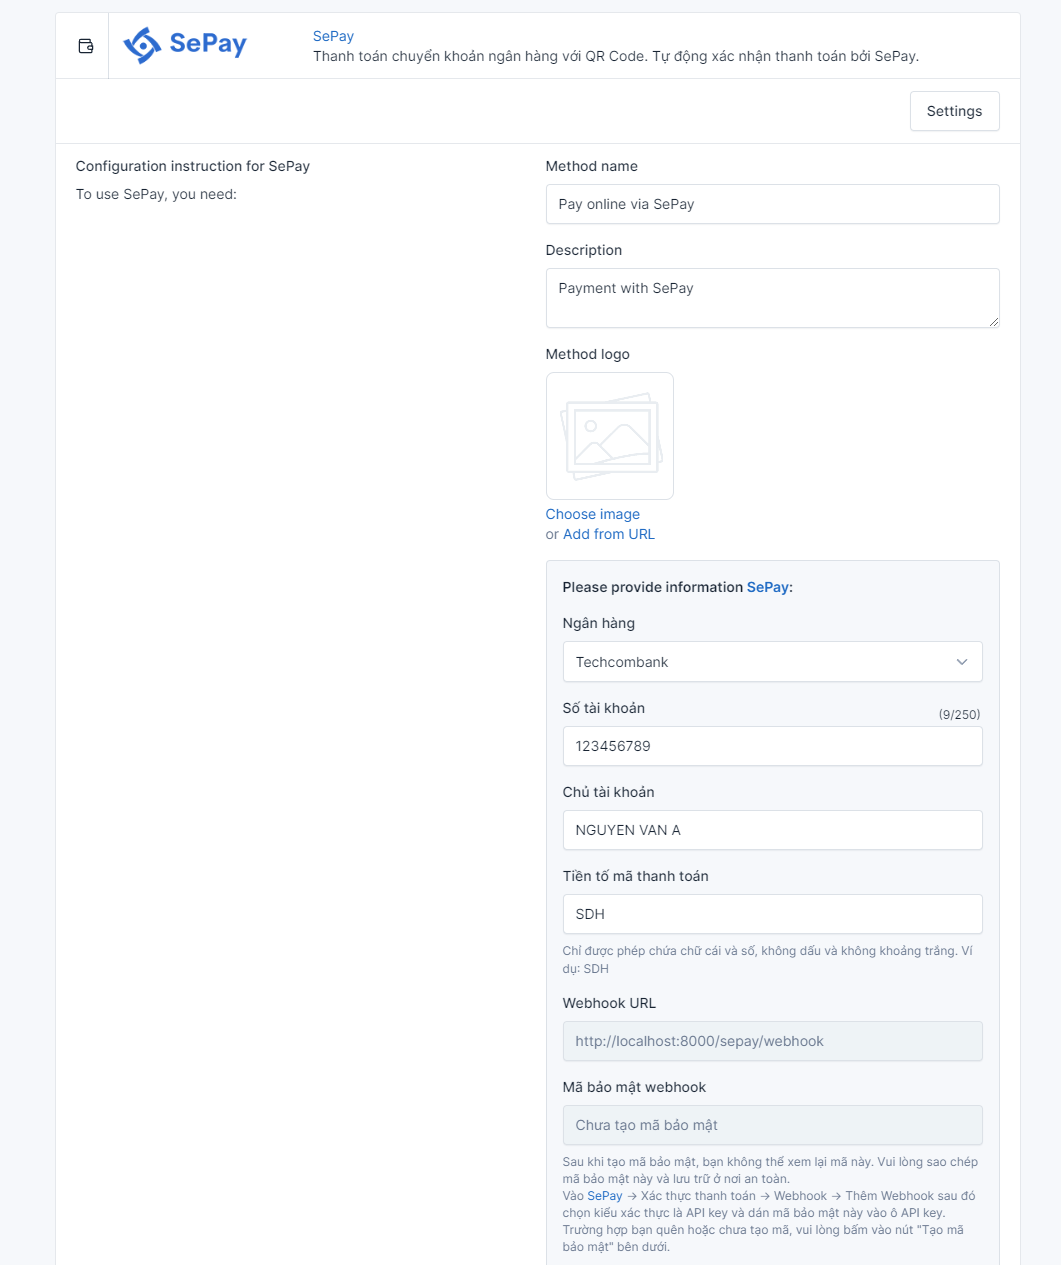 SePay
SePay
Thanh toán chuyển khoản ngân hàng với QR Code. Tự động xác nhận thanh toán bởi SePay.
Settings
Configuration instruction for SePay
To use SePay, you need:
Method name
Pay online via SePay
Description
Payment with SePay
Method logo
Choose image
or Add from URL
Please provide information SePay:
Ngân hàng
Techcombank
Số tài khoản
(9/250)
123456789
Chủ tài khoản
NGUYEN VAN A
Tiền tố mã thanh toán
SDH
Chỉ được phép chứa chữ cái và số, không dấu và không khoảng trắng. Ví
dụ: SDH
Webhook URL
http://localhost:8000/sepay/webhook
Mã bảo mật webhook
Chưa tạo mã bảo mật
Sau khi tạo mã bảo mật, bạn không thể xem lại mã này. Vui lòng sao chép
mã bảo mật này và lưu trữ ở nơi an toàn.
Vào SePay → Xác thực thanh toán → Webhook → Thêm Webhook sau đó
chọn kiểu xác thực là API key và dán mã bảo mật này vào ô API key.
Trường hợp bạn quên hoặc chưa tạo mã, vui lòng bấm vào nút "Tạo mã
bảo mật" bên dưới.